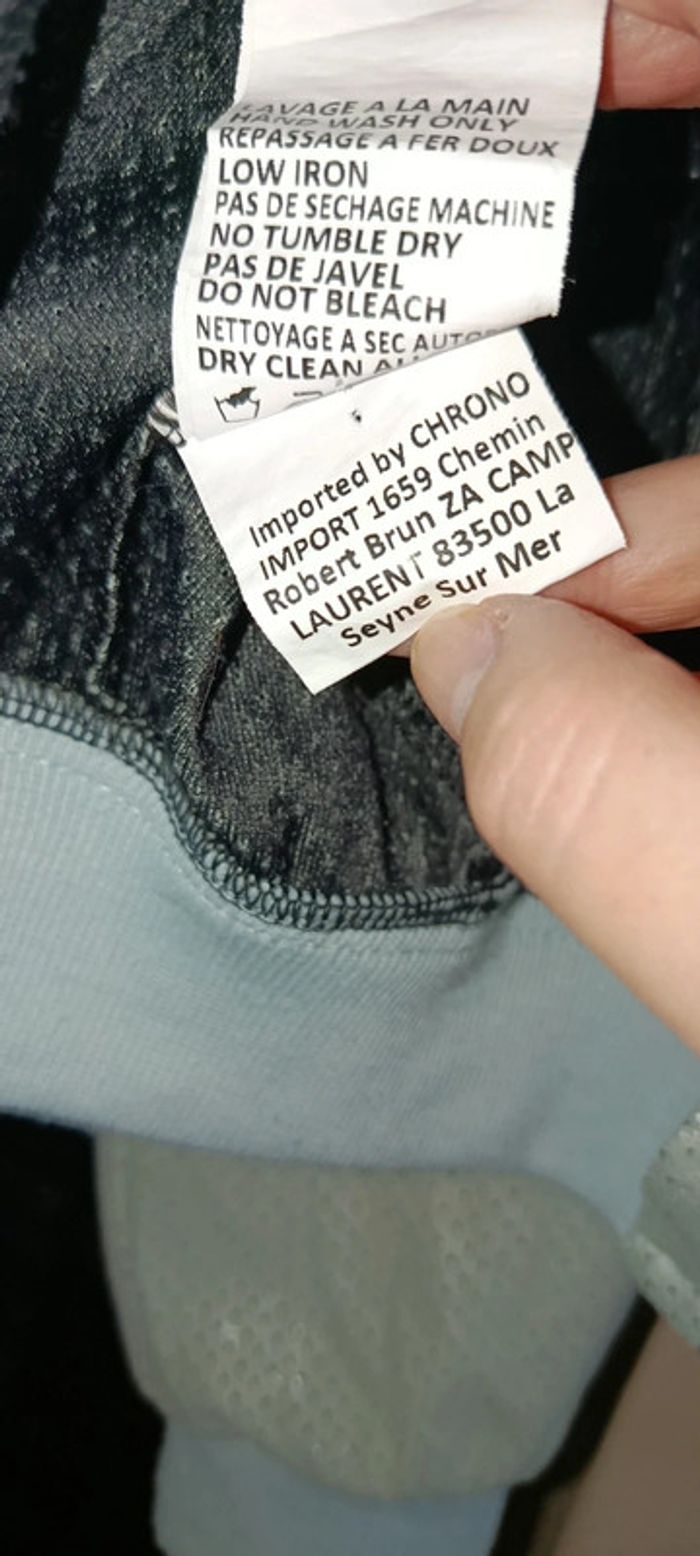 LAVAGE A LA MAIN
HAND WASH ONLY
REPASSAGE A FER DOUX
LOW IRON
PAS DE SECHAGE MACHINE
NO TUMBLE DRY
PAS DE JAVEL
DO NOT BLEACH
NETTOYAGE A SEC
DRY CLEAN
Imported by CHRONO
IMPORT 1659 Chemin
Robert Brun ZA CAMP
LAURENT 83500 La
Seyne Sur Mer